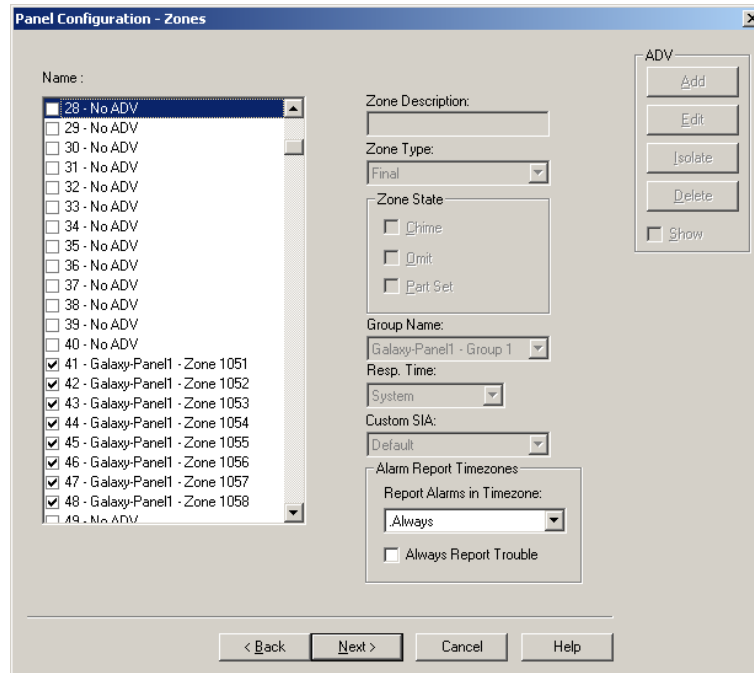 Panel Configuration - Zones
Name :
28 - No ADV
29 - No ADV
30 - No ADV
31 - No ADV
32 - No ADV
33 - No ADV
34 - No ADV
35 - No ADV
36 - No ADV
37 - No ADV
38 - No ADV
39 - No ADV
40 - No ADV
41 - Galaxy-Panel1 - Zone 1051
42 - Galaxy-Panel1 - Zone 1052
43 - Galaxy-Panel1 - Zone 1053
44 - Galaxy-Panel1 - Zone 1054
45 - Galaxy-Panel1 - Zone 1055
46 - Galaxy-Panel1 - Zone 1056
47 - Galaxy-Panel1 - Zone 1057
48 - Galaxy-Panel1 - Zone 1058
49 - No ADV
Zone Description:
Zone Type:
Final
Zone State
Chime
Omit
Part Set
Group Name:
Galaxy-Panel1 - Group 1
Resp. Time:
System
Custom SIA:
Default
Alarm Report Timezones
Report Alarms in Timezone:
.Always
Always Report Trouble
ADV
Add
Edit
Isolate
Delete
Show
< Back
Next >
Cancel
Help